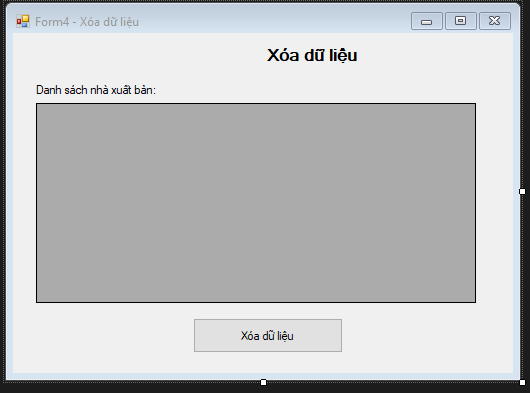 Form4 - Xóa dữ liệu
Xóa dữ liệu
Danh sách nhà xuất bản:
Xóa dữ liệu